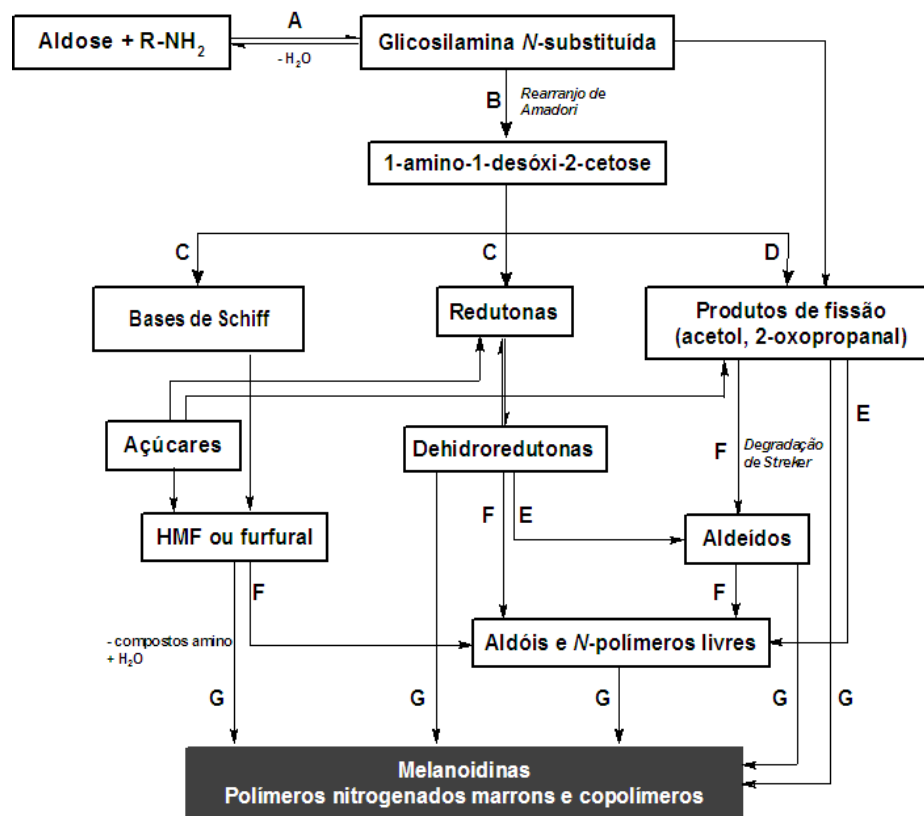 A
Aldose + R-NH₂
- H₂O
Glicosilamina N-substituída
B
Rearranjo de
Amadori
1-amino-1-desóxi-2-cetose
C
C
D
Bases de Schiff
Redutonas
Produtos de fissão
(acetol, 2-oxopropanal)
E
Açúcares
Dehidroredutonas
F
Degradação
de Streker
HMF ou furfural
F
E
Aldeídos
F
F
- compostos amino
+ H₂O
Aldóis e N-polímeros livres
G
G
G
G
G
Melanoidinas
Polímeros nitrogenados marrons e copolímeros